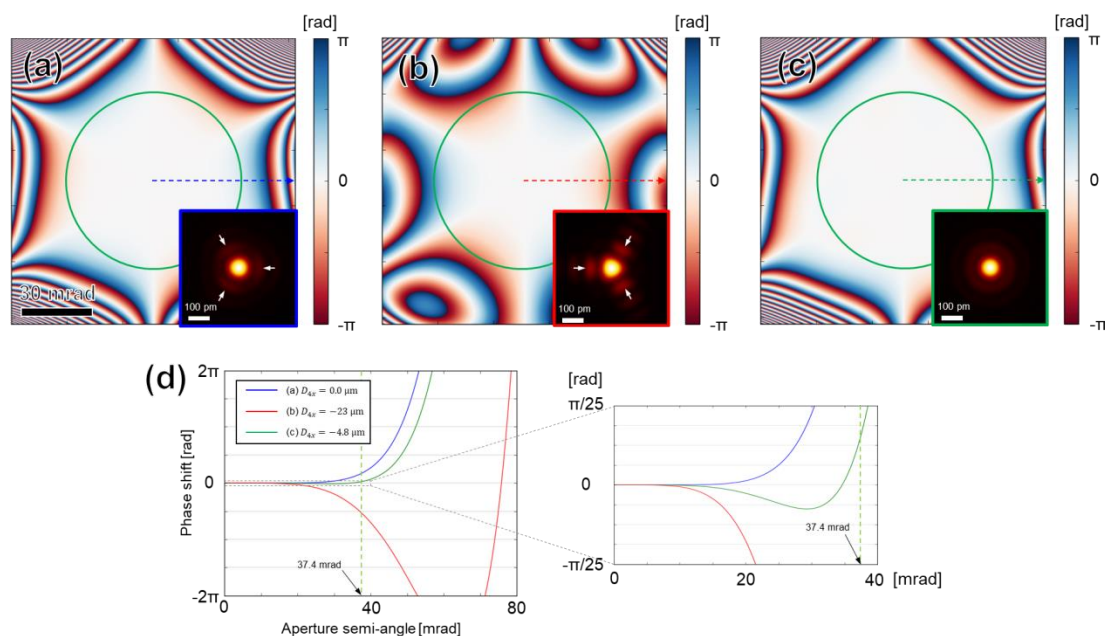 [rad]
[rad]
[rad]
(a)
π
0
-π
30 mrad
100 pm
(b)
π
0
-π
100 pm
(c)
π
0
-π
100 pm
(d)
2π
0
-2π
Phase shift [rad]
(a) D4x = 0.0 μm
(b) D4x = −23 μm
(c) D4x = −4.8 μm
37.4 mrad
0
40
80
Aperture semi-angle [mrad]
[rad]
π/25
0
-π/25
37.4 mrad
0
20
40
[mrad]